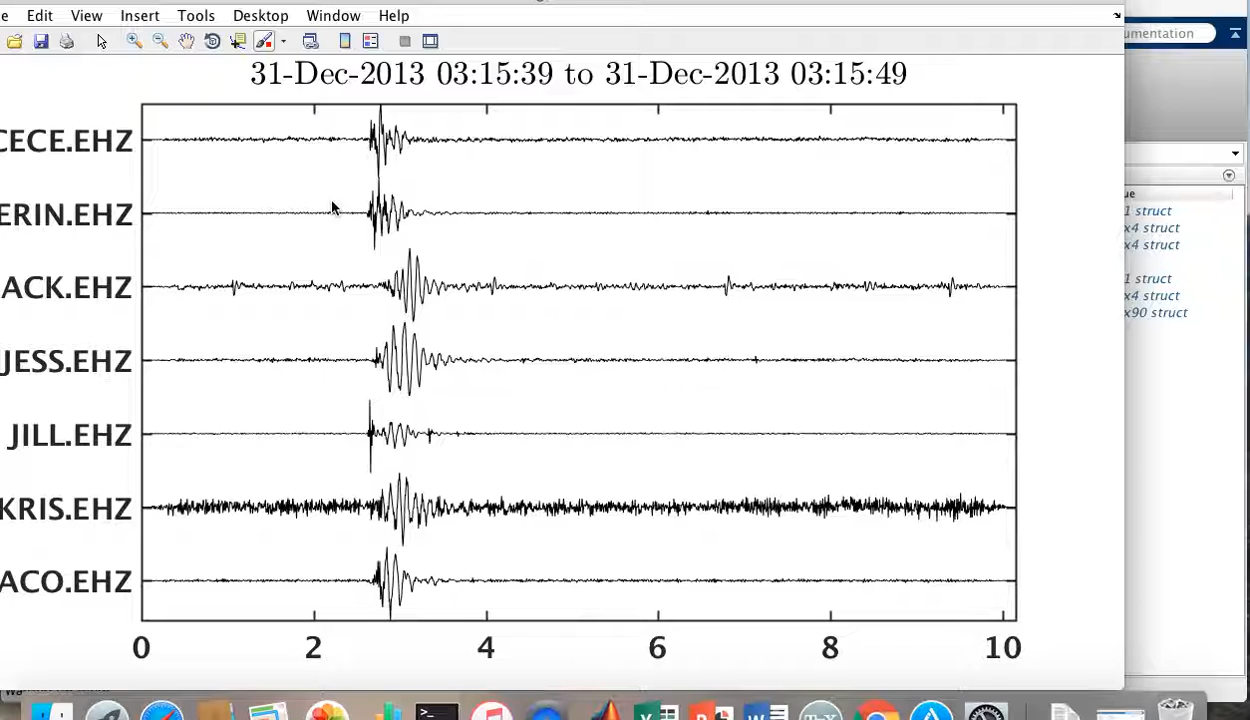 e Edit View Insert Tools Desktop Window Help
umentation
31-Dec-2013 03:15:39 to 31-Dec-2013 03:15:49
CECE.EHZ
ERIN.EHZ
ACK.EHZ
JESS.EHZ
JILL.EHZ
KRIS.EHZ
ACO.EHZ
0 2 4 6 8 10
ue
1 struct
x4 struct
x4 struct
1 struct
x4 struct
x90 struct